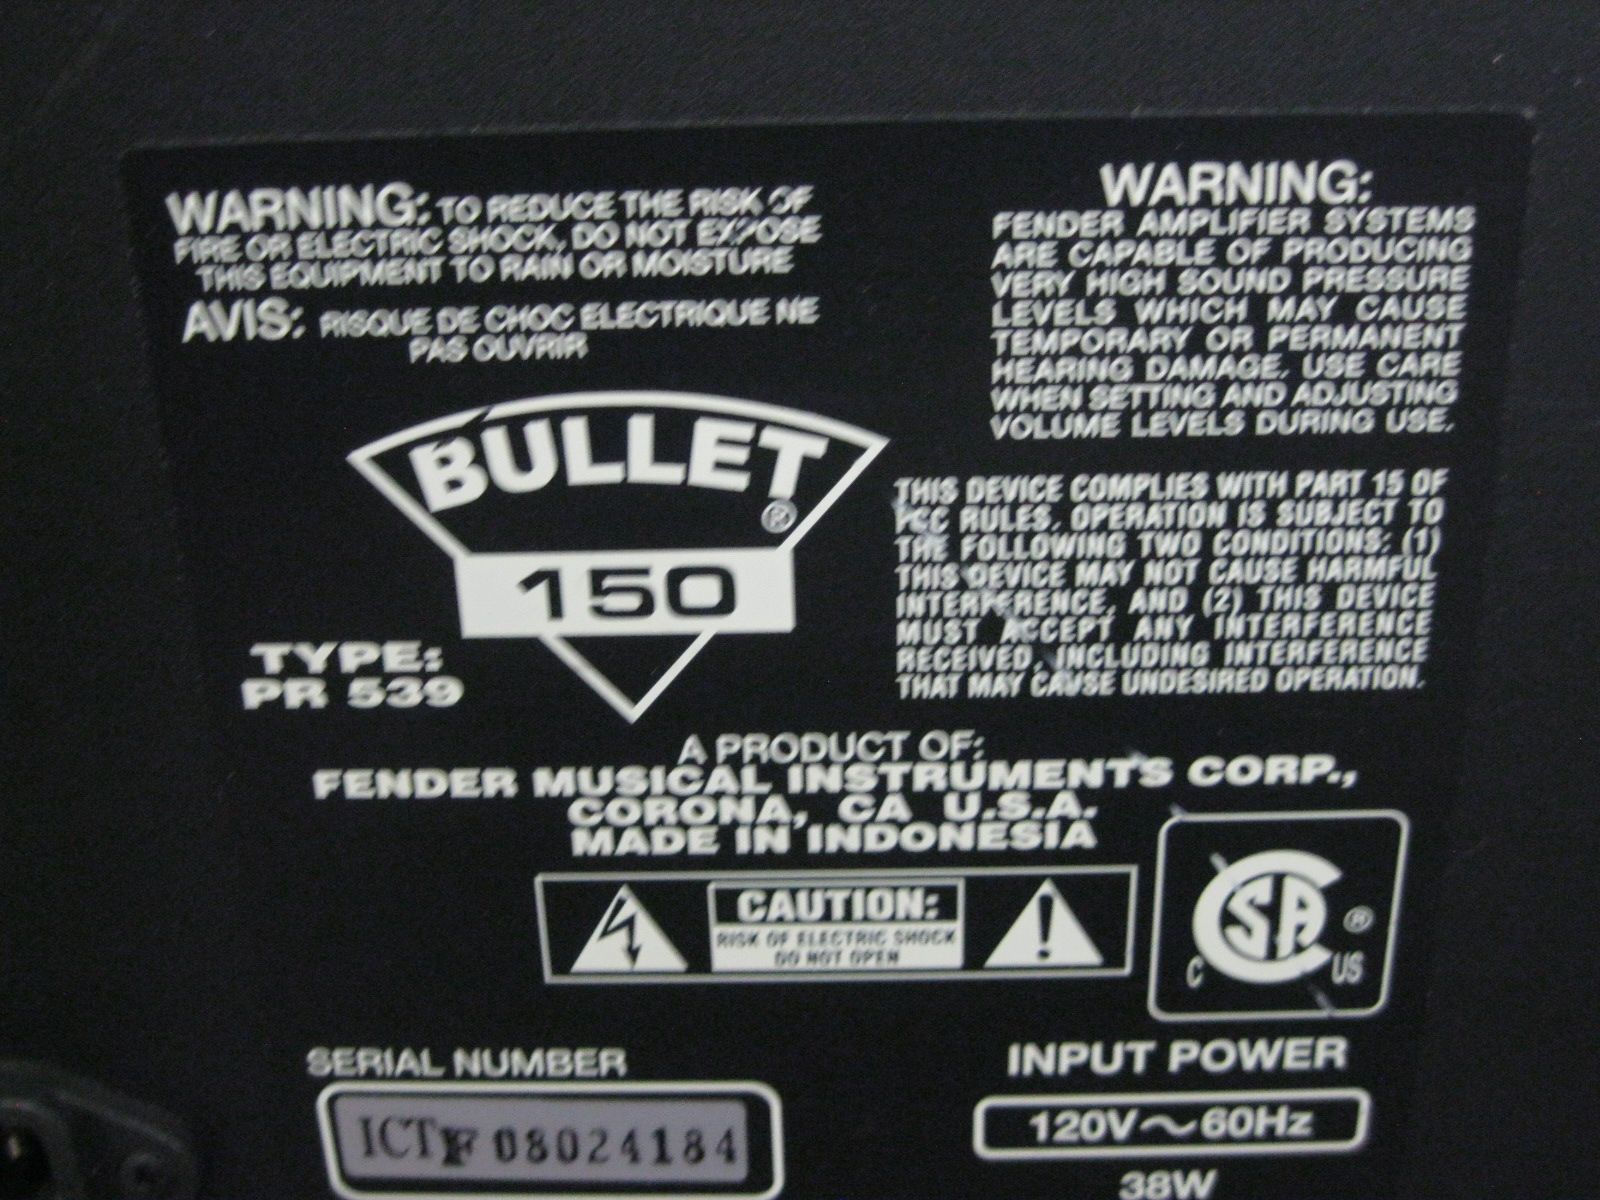 WARNING: TO REDUCE THE RISK OF
FIRE OR ELECTRIC SHOCK, DO NOT EXPOSE
THIS EQUIPMENT TO RAIN OR MOISTURE
AVIS: RISQUE DE CHOC ELECTRIQUE NE
PAS OUVRIR
WARNING:
FENDER AMPLIFIER SYSTEMS
ARE CAPABLE OF PRODUCING
VERY HIGH SOUND PRESSURE
LEVELS WHICH MAY CAUSE
TEMPORARY OR PERMANENT
HEARING DAMAGE. USE CARE
WHEN SETTING AND ADJUSTING
VOLUME LEVELS DURING USE.
BULLET ®
150
TYPE:
PR 539
THIS DEVICE COMPLIES WITH PART 15 OF
FCC RULES. OPERATION IS SUBJECT TO
THE FOLLOWING TWO CONDITIONS: (1)
THIS DEVICE MAY NOT CAUSE HARMFUL
INTERFERENCE, AND (2) THIS DEVICE
MUST ACCEPT ANY INTERFERENCE
RECEIVED, INCLUDING INTERFERENCE
THAT MAY CAUSE UNDESIRED OPERATION.
A PRODUCT OF:
FENDER MUSICAL INSTRUMENTS CORP.,
CORONA, CA U.S.A.
MADE IN INDONESIA
CAUTION:
RISK OF ELECTRIC SHOCK
DO NOT OPEN
CSA ®
C US
SERIAL NUMBER
ICTF 08024184
INPUT POWER
120V~60Hz
38W